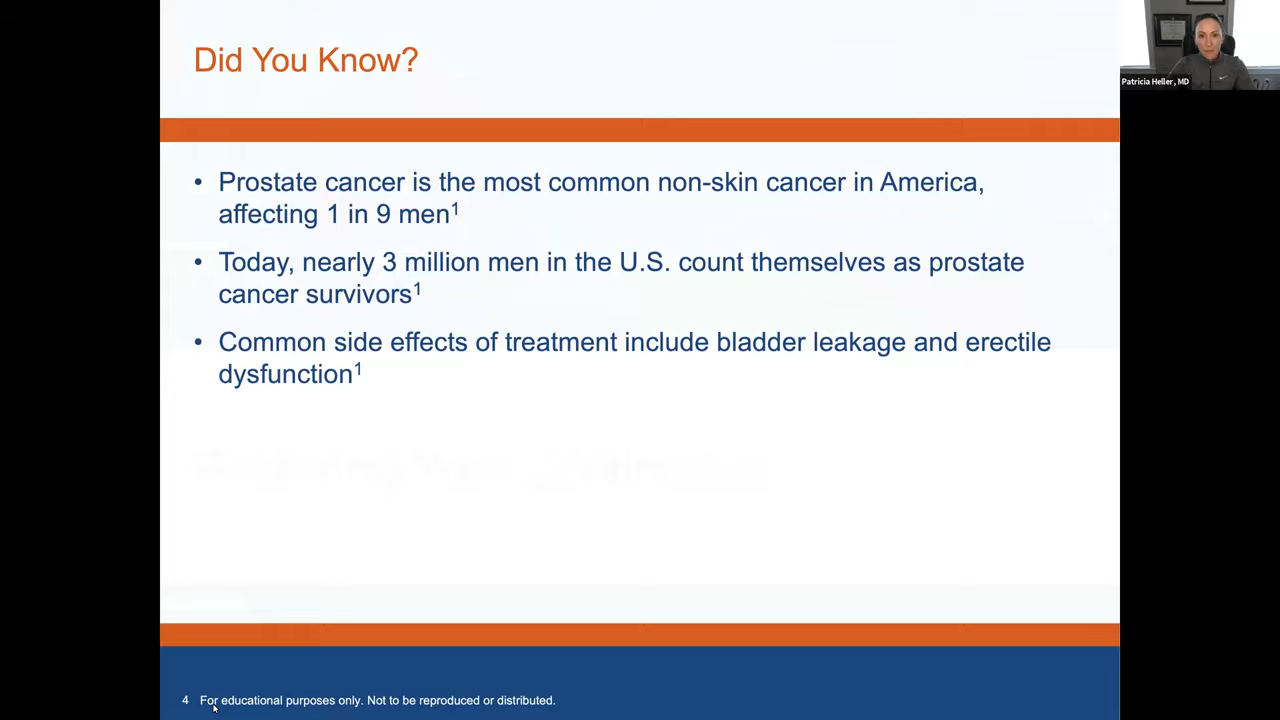 Did You Know?
Patricia Heller, MD
• Prostate cancer is the most common non-skin cancer in America,
affecting 1 in 9 men¹
• Today, nearly 3 million men in the U.S. count themselves as prostate
cancer survivors¹
• Common side effects of treatment include bladder leakage and erectile
dysfunction¹
4 For educational purposes only. Not to be reproduced or distributed.